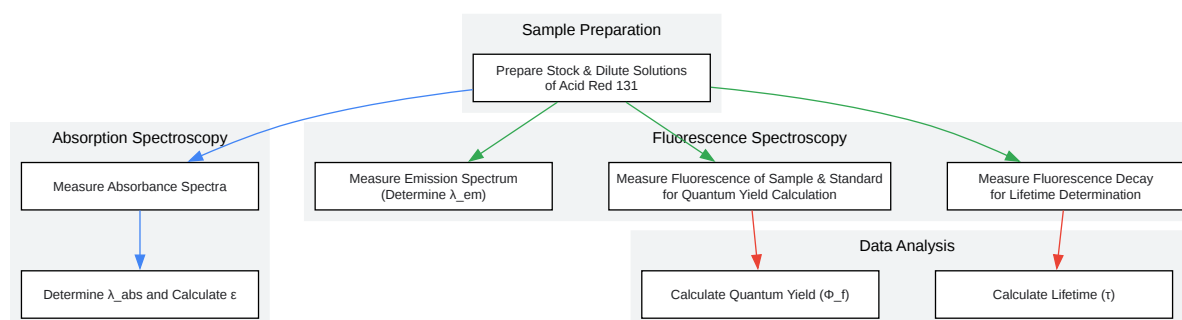 Sample Preparation
Prepare Stock & Dilute Solutions
of Acid Red 131
Absorption Spectroscopy
Measure Absorbance Spectra
Determine λ_abs and Calculate ε
Fluorescence Spectroscopy
Measure Emission Spectrum
(Determine λ_em)
Measure Fluorescence of Sample & Standard
for Quantum Yield Calculation
Measure Fluorescence Decay
for Lifetime Determination
Data Analysis
Calculate Quantum Yield (Φ_f)
Calculate Lifetime (τ)